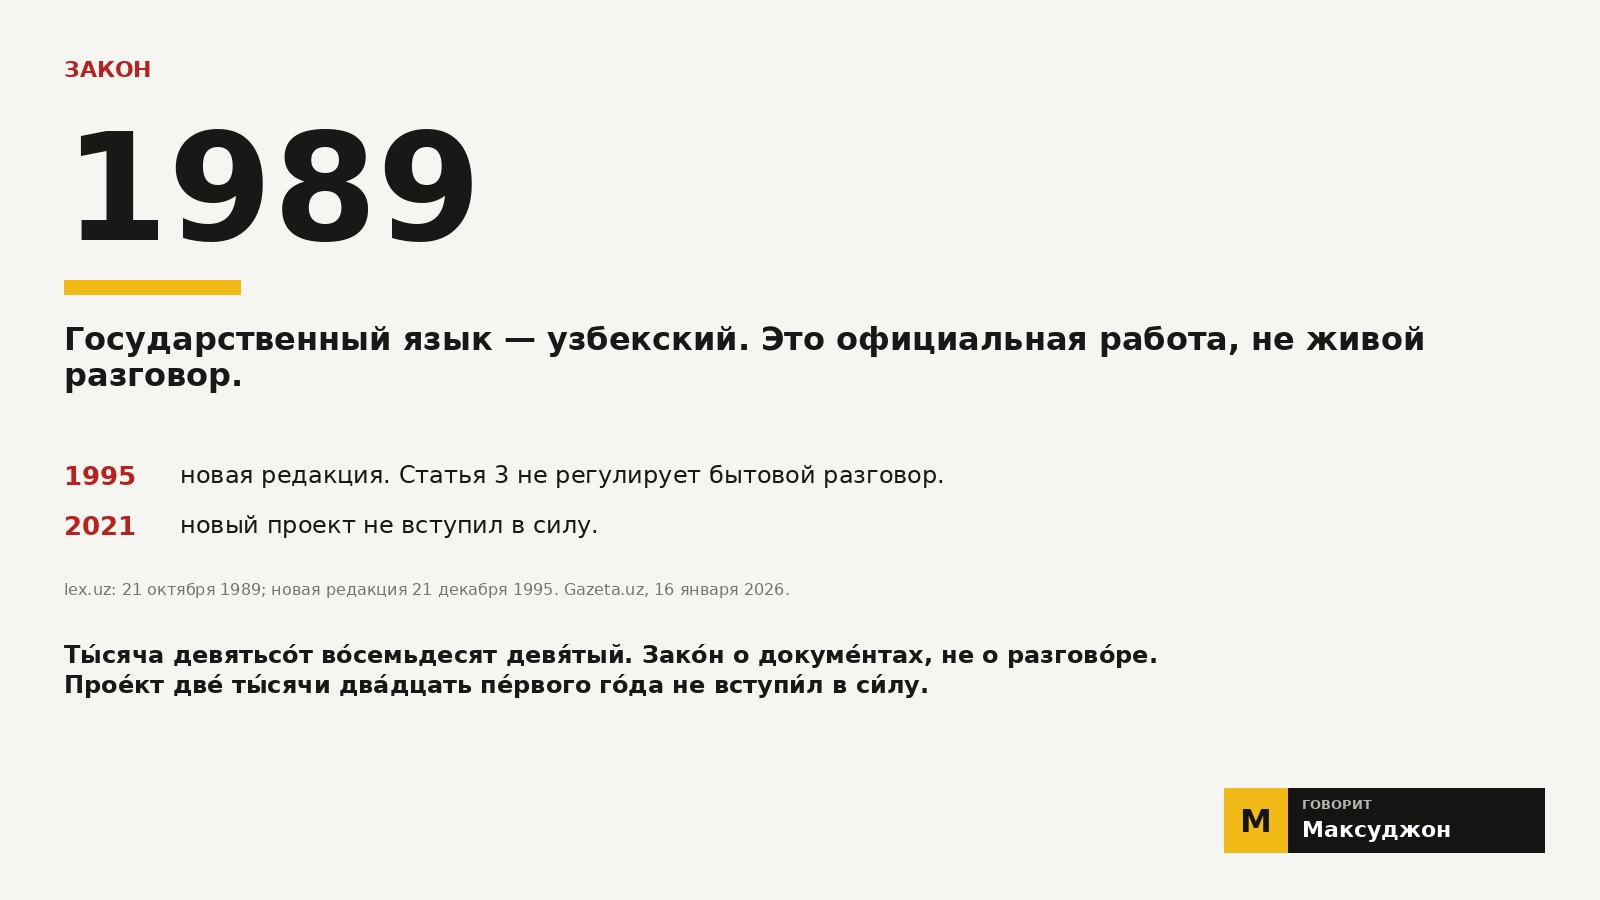 ЗАКОН
1989
Государственный язык — узбекский. Это официальная работа, не живой
разговор.
1995 новая редакция. Статья 3 не регулирует бытовой разговор.
2021 новый проект не вступил в силу.
lex.uz: 21 октября 1989; новая редакция 21 декабря 1995. Gazeta.uz, 16 января 2026.
Ты́сяча девятьсо́т во́семьдесят девя́тый. Зако́н о докуме́нтах, не о разгово́ре.
Прое́кт две́ ты́сячи два́дцать пе́рвого го́да не вступи́л в си́лу.
М
ГОВОРИТ
Максуджон